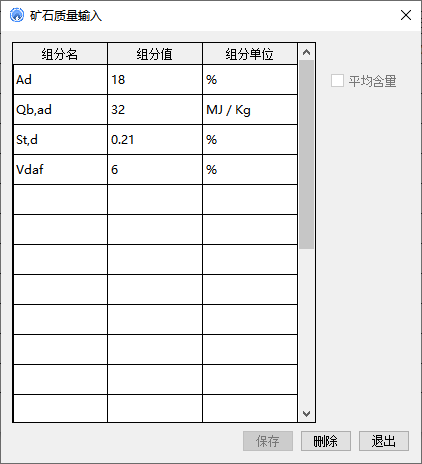 矿石质量输入
组分名 组分值 组分单位
Ad 18 %
平均含量
Qb,ad 32 MJ / Kg
St,d 0.21 %
Vdaf 6 %
保存 删除 退出